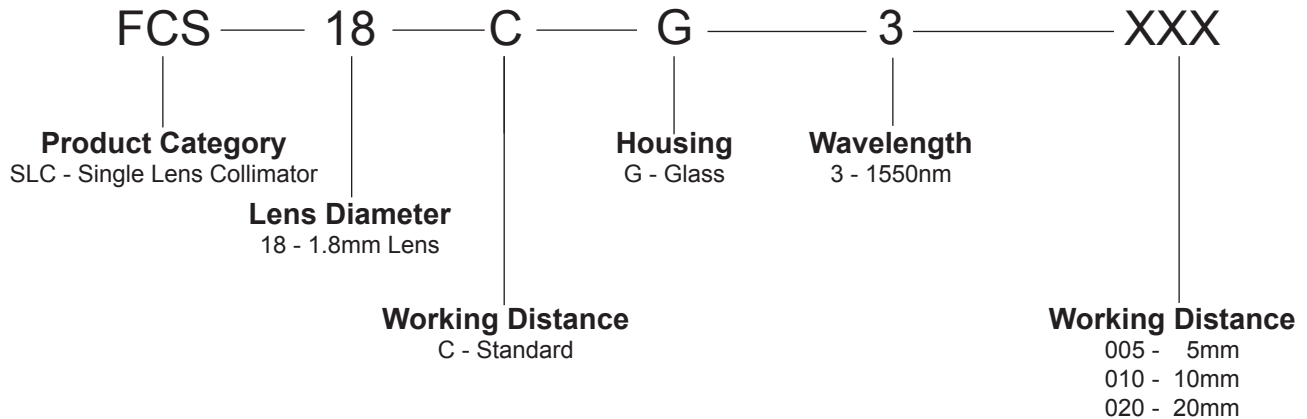 FCS 18 C G 3 XXX
Product Category
SLC - Single Lens Collimator
Lens Diameter
18 - 1.8mm Lens
Working Distance
C - Standard
Housing
G - Glass
Wavelength
3 - 1550nm
Working Distance
005 - 5mm
010 - 10mm
020 - 20mm